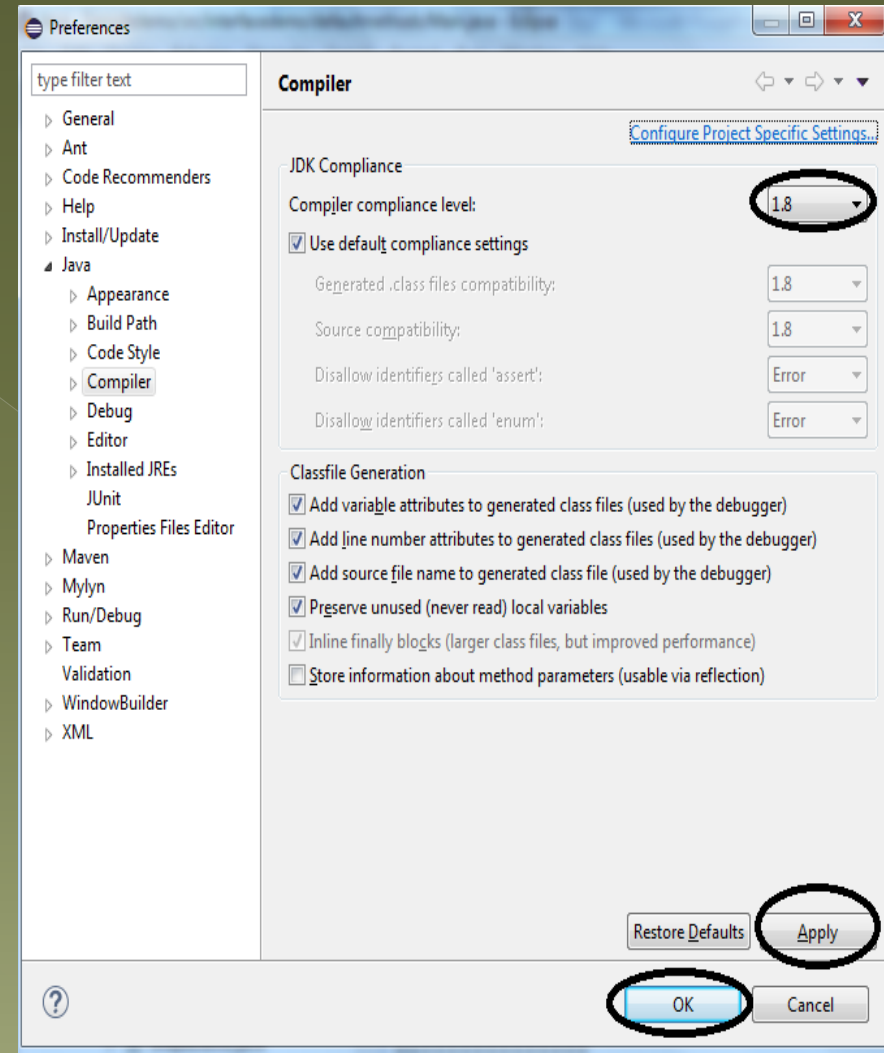 Preferences
type filter text
General
Ant
Code Recommenders
Help
Install/Update
Java
Appearance
Build Path
Code Style
Compiler
Debug
Editor
Installed JREs
JUnit
Properties Files Editor
Maven
Mylyn
Run/Debug
Team
Validation
WindowBuilder
XML
Compiler
Configure Project Specific Settings...
JDK Compliance
Compiler compliance level: 1.8
Use default compliance settings
Generated .class files compatibility: 1.8
Source compatibility: 1.8
Disallow identifiers called 'assert': Error
Disallow identifiers called 'enum': Error
Classfile Generation
Add variable attributes to generated class files (used by the debugger)
Add line number attributes to generated class files (used by the debugger)
Add source file name to generated class file (used by the debugger)
Preserve unused (never read) local variables
Inline finally blocks (larger class files, but improved performance)
Store information about method parameters (usable via reflection)
Restore Defaults Apply
? OK Cancel